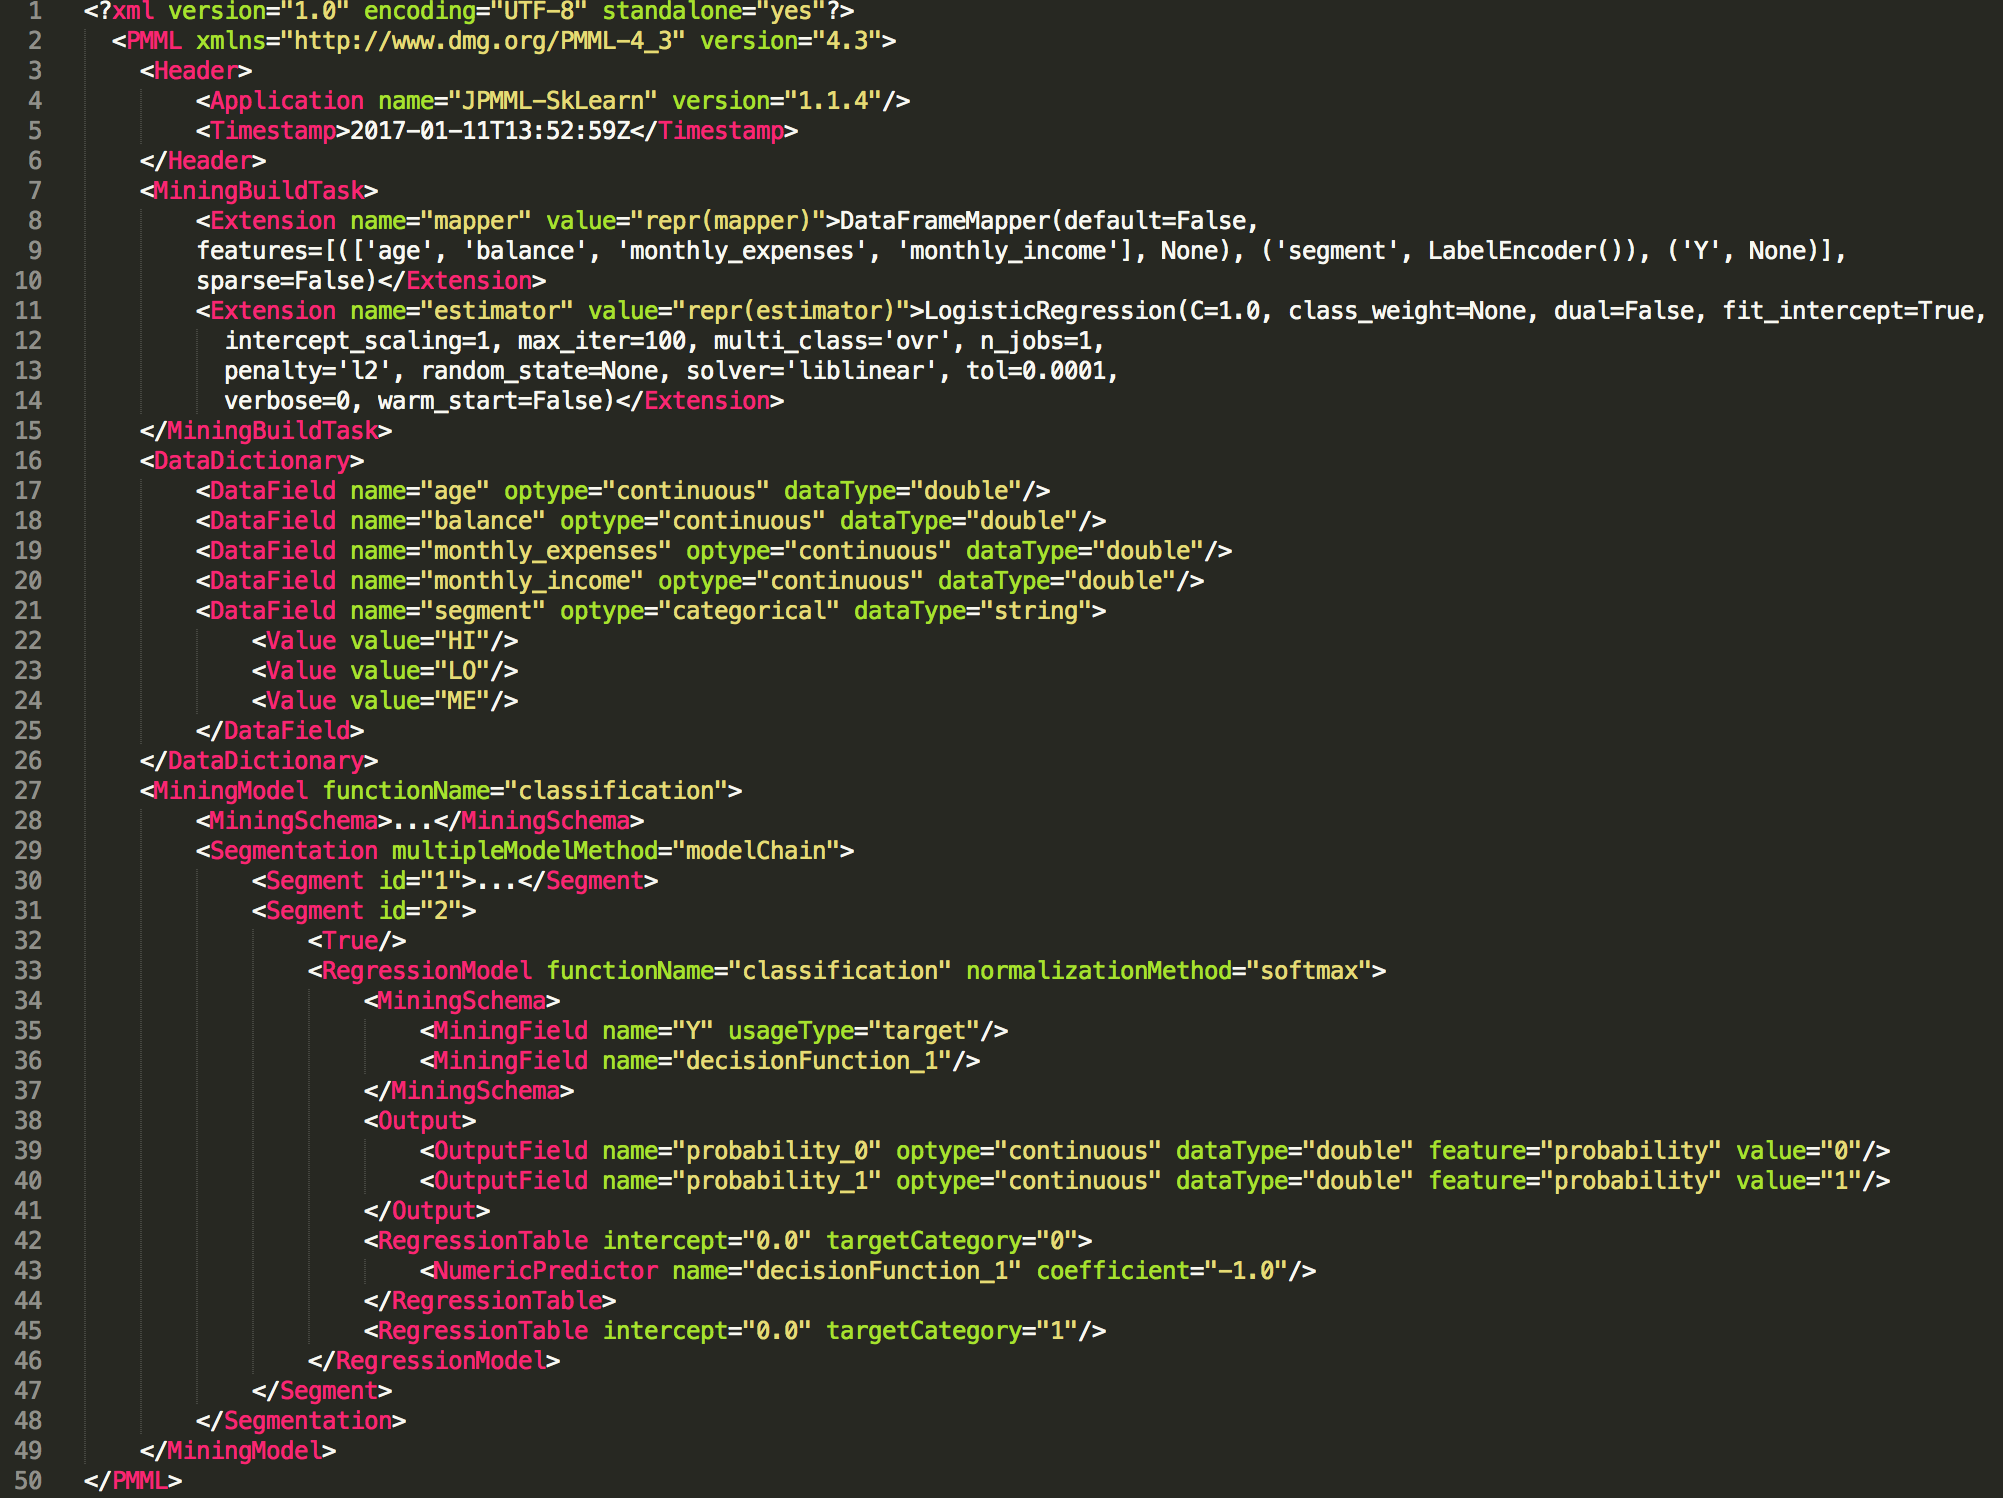 1 <?xml version="1.0" encoding="UTF-8" standalone="yes"?>
2 <PMML xmlns="http://www.dmg.org/PMML-4_3" version="4.3">
3 <Header>
4 <Application name="JPMML-SkLearn" version="1.1.4"/>
5 <Timestamp>2017-01-11T13:52:59Z</Timestamp>
6 </Header>
7 <MiningBuildTask>
8 <Extension name="mapper" value="repr(mapper)">DataFrameMapper(default=False,
9 features=[(['age', 'balance', 'monthly_expenses', 'monthly_income'], None), ('segment', LabelEncoder()), ('Y', None)],
10 sparse=False)</Extension>
11 <Extension name="estimator" value="repr(estimator)">LogisticRegression(C=1.0, class_weight=None, dual=False, fit_intercept=True,
12 intercept_scaling=1, max_iter=100, multi_class='ovr', n_jobs=1,
13 penalty='l2', random_state=None, solver='liblinear', tol=0.0001,
14 verbose=0, warm_start=False)</Extension>
15 </MiningBuildTask>
16 <DataDictionary>
17 <DataField name="age" optype="continuous" dataType="double"/>
18 <DataField name="balance" optype="continuous" dataType="double"/>
19 <DataField name="monthly_expenses" optype="continuous" dataType="double"/>
20 <DataField name="monthly_income" optype="continuous" dataType="double"/>
21 <DataField name="segment" optype="categorical" dataType="string">
22 <Value value="HI"/>
23 <Value value="LO"/>
24 <Value value="ME"/>
25 </DataField>
26 </DataDictionary>
27 <MiningModel functionName="classification">
28 <MiningSchema>...</MiningSchema>
29 <Segmentation multipleModelMethod="modelChain">
30 <Segment id="1">...</Segment>
31 <Segment id="2">
32 <True/>
33 <RegressionModel functionName="classification" normalizationMethod="softmax">
34 <MiningSchema>
35 <MiningField name="Y" usageType="target"/>
36 <MiningField name="decisionFunction_1"/>
37 </MiningSchema>
38 <Output>
39 <OutputField name="probability_0" optype="continuous" dataType="double" feature="probability" value="0"/>
40 <OutputField name="probability_1" optype="continuous" dataType="double" feature="probability" value="1"/>
41 </Output>
42 <RegressionTable intercept="0.0" targetCategory="0">
43 <NumericPredictor name="decisionFunction_1" coefficient="-1.0"/>
44 </RegressionTable>
45 <RegressionTable intercept="0.0" targetCategory="1"/>
46 </RegressionModel>
47 </Segment>
48 </Segmentation>
49 </MiningModel>
50 </PMML>